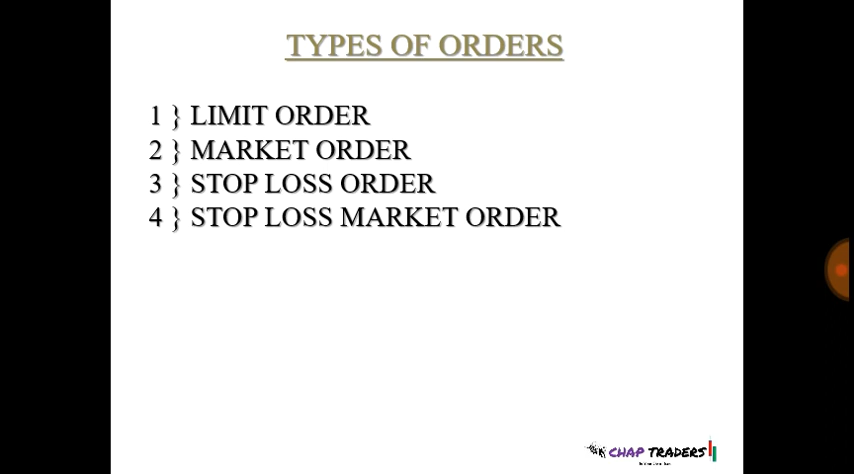 TYPES OF ORDERS
1 } LIMIT ORDER
2 } MARKET ORDER
3 } STOP LOSS ORDER
4 } STOP LOSS MARKET ORDER
CHAP TRADERS